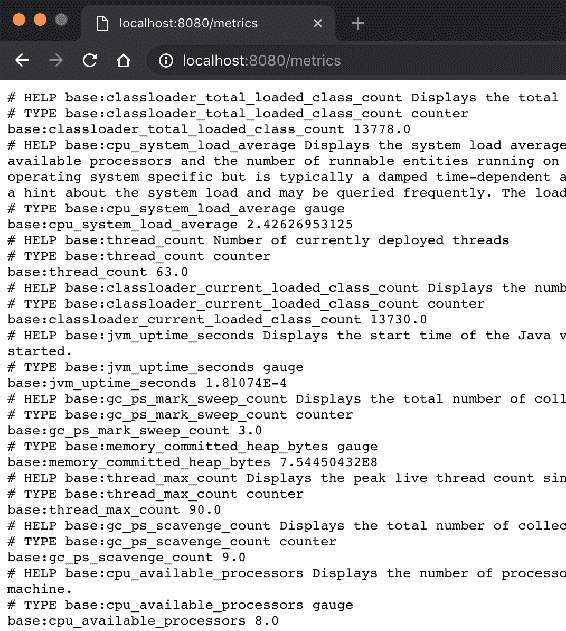 localhost:8080/metrics
localhost:8080/metrics
# HELP base:classloader_total_loaded_class_count Displays the total
# TYPE base:classloader_total_loaded_class_count counter
base:classloader_total_loaded_class_count 13778.0
# HELP base:cpu_system_load_average Displays the system load average
available processors and the number of runnable entities running on
operating system specific but is typically a damped time-dependent a
a hint about the system load and may be queried frequently. The load
# TYPE base:cpu_system_load_average gauge
base:cpu_system_load_average 2.42626953125
# HELP base:thread_count Number of currently deployed threads
# TYPE base:thread_count counter
base:thread_count 63.0
# HELP base:classloader_current_loaded_class_count Displays the numb
# TYPE base:classloader_current_loaded_class_count counter
base:classloader_current_loaded_class_count 13730.0
# HELP base:jvm_uptime_seconds Displays the start time of the Java v
started.
# TYPE base:jvm_uptime_seconds gauge
base:jvm_uptime_seconds 1.81074E-4
# HELP base:gc_ps_mark_sweep_count Displays the total number of coll
# TYPE base:gc_ps_mark_sweep_count counter
base:gc_ps_mark_sweep_count 3.0
# TYPE base:memory_committed_heap_bytes gauge
base:memory_committed_heap_bytes 7.54450432E8
# HELP base:thread_max_count Displays the peak live thread count sin
# TYPE base:thread_max_count counter
base:thread_max_count 90.0
# HELP base:gc_ps_scavenge_count Displays the total number of collec
# TYPE base:gc_ps_scavenge_count counter
base:gc_ps_scavenge_count 9.0
# HELP base:cpu_available_processors Displays the number of processo
machine.
# TYPE base:cpu_available_processors gauge
base:cpu_available_processors 8.0